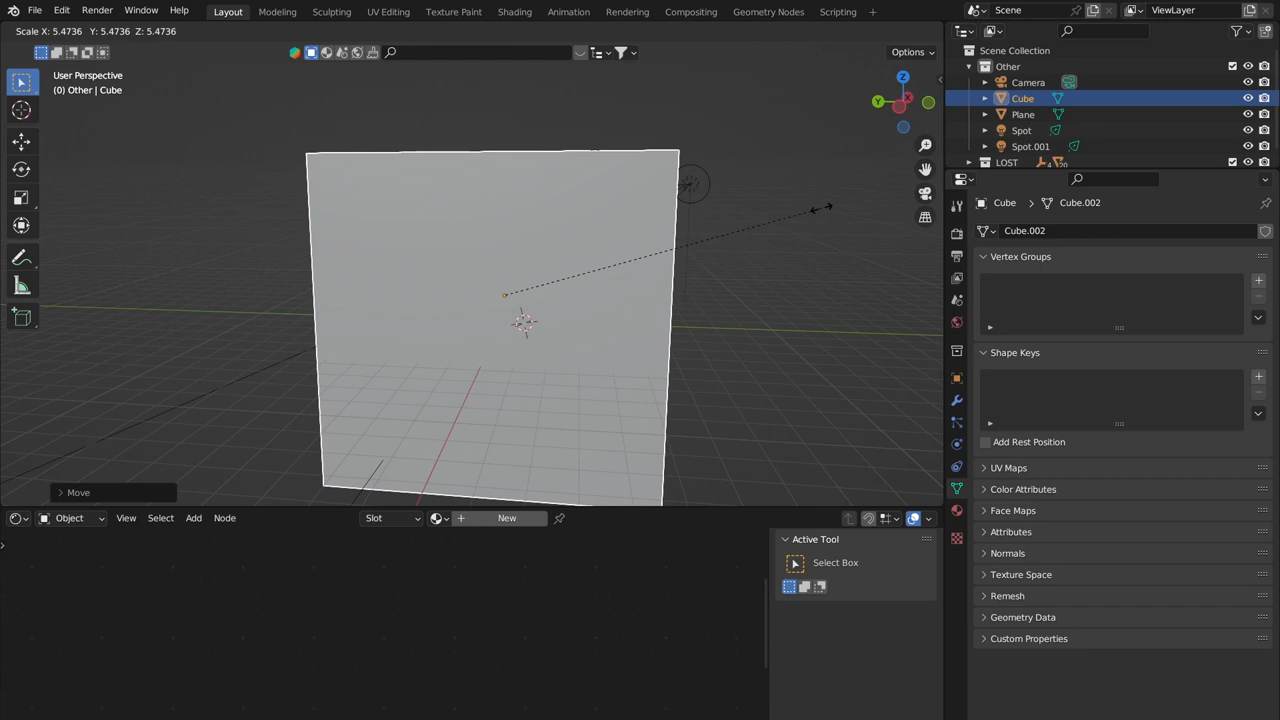 File Edit Render Window Help Layout Modeling Sculpting UV Editing Texture Paint Shading Animation Rendering Compositing Geometry Nodes Scripting + Scene ViewLayer
Scale X: 5.4736 Y: 5.4736 Z: 5.4736
Options
User Perspective
(0) Other | Cube
Z
Y
X
Move
Scene Collection
Other
Camera
Cube
Plane
Spot
Spot.001
LOST 4 20
Cube > Cube.002
Cube.002
Vertex Groups
Shape Keys
Add Rest Position
UV Maps
Color Attributes
Face Maps
Attributes
Normals
Texture Space
Remesh
Geometry Data
Custom Properties
Object View Select Add Node Slot New
Active Tool
Select Box